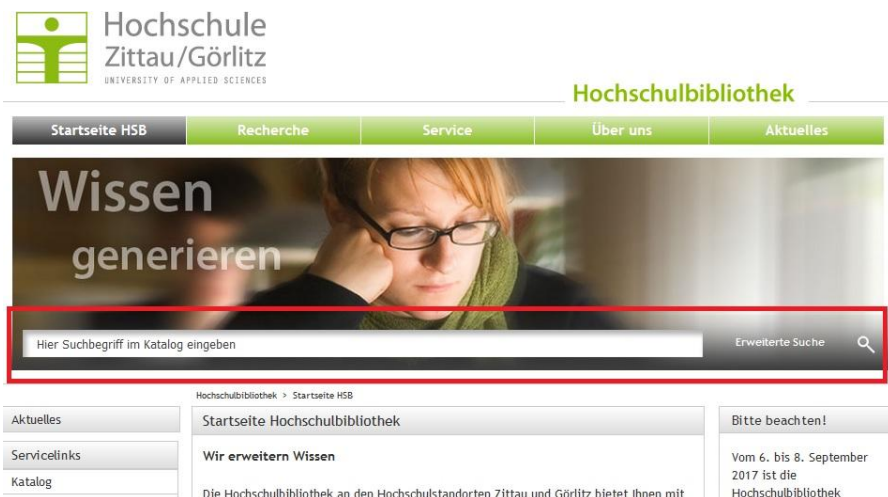 Hochschule
Zittau/Görlitz
UNIVERSITY OF APPLIED SCIENCES
Hochschulbibliothek
Startseite HSB Recherche Service Über uns Aktuelles
Wissen
generieren
Hier Suchbegriff im Katalog eingeben Erweiterte Suche
Hochschulbibliothek > Startseite HSB
Aktuelles
Servicelinks
Katalog
Startseite Hochschulbibliothek
Wir erweitern Wissen
Die Hochschulbibliothek an den Hochschulstandorten Zittau und Görlitz bietet Ihnen mit
Bitte beachten!
Vom 6. bis 8. September
2017 ist die
Hochschulbibliothek